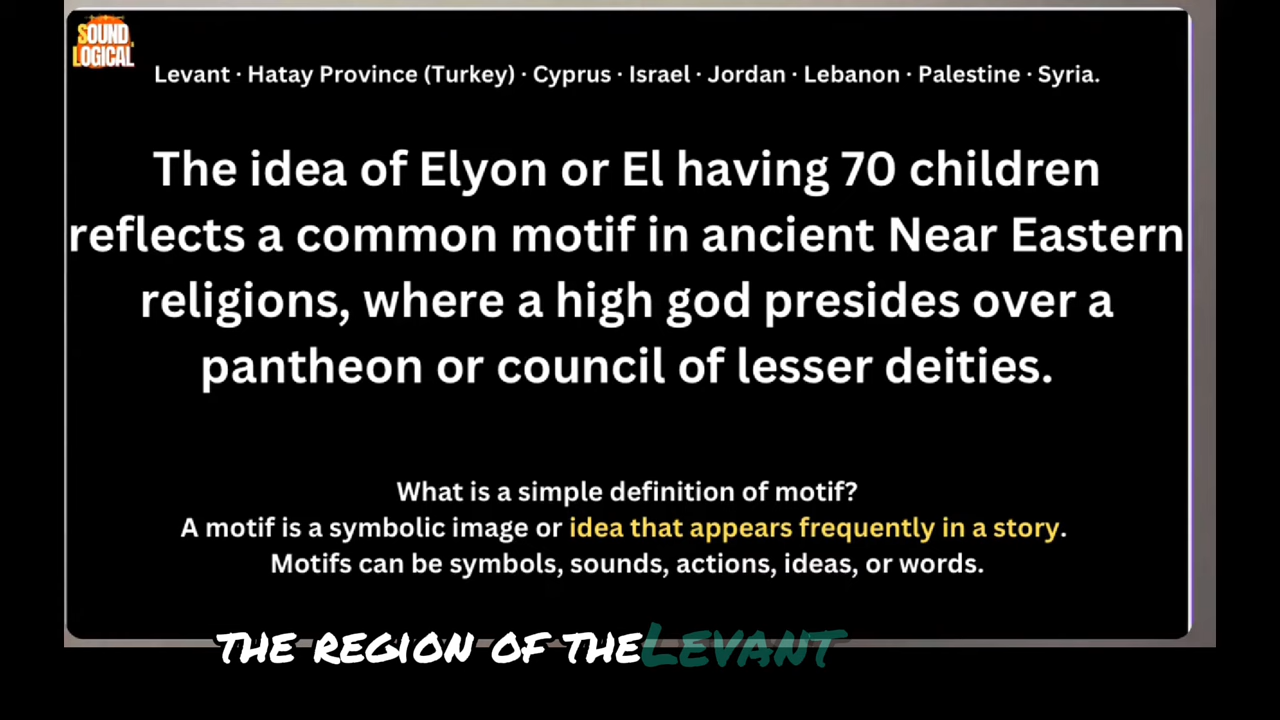 SOUND
LOGICAL
Levant · Hatay Province (Turkey) · Cyprus · Israel · Jordan · Lebanon · Palestine · Syria.
The idea of Elyon or El having 70 children
reflects a common motif in ancient Near Eastern
religions, where a high god presides over a
pantheon or council of lesser deities.
What is a simple definition of motif?
A motif is a symbolic image or idea that appears frequently in a story.
Motifs can be symbols, sounds, actions, ideas, or words.
THE REGION OF THE LEVANT